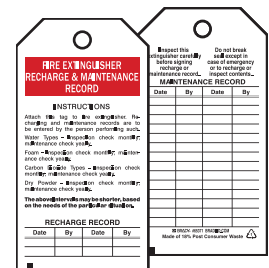 FIRE EXTINGUISHER
RECHARGE & MAINTENANCE
RECORD
INSTRUCTIONS
Attach this tag to fire extinguisher. Re-
charging and maintenance records are to
be entered by the person performing such.
Water Types - Inspection check monthly;
maintenance check yearly.
Foam - Inspection check monthly; mainten-
ance check yearly.
Carbon Dioxide Types - Inspection check
monthly; maintenance check yearly.
Dry Powder - Inspection check monthly;
maintenance check yearly.
The above intervals may be shorter, based
on the needs of the particular situation.
RECHARGE RECORD
Date By Date By
Inspect this
extinguisher carefully
before signing
recharge or
maintenance record.
Do not break
seal except in
case of emergency
or to recharge or
inspect contents.
MAINTENANCE RECORD
Date By Date By
Made of 100% Post Consumer Waste